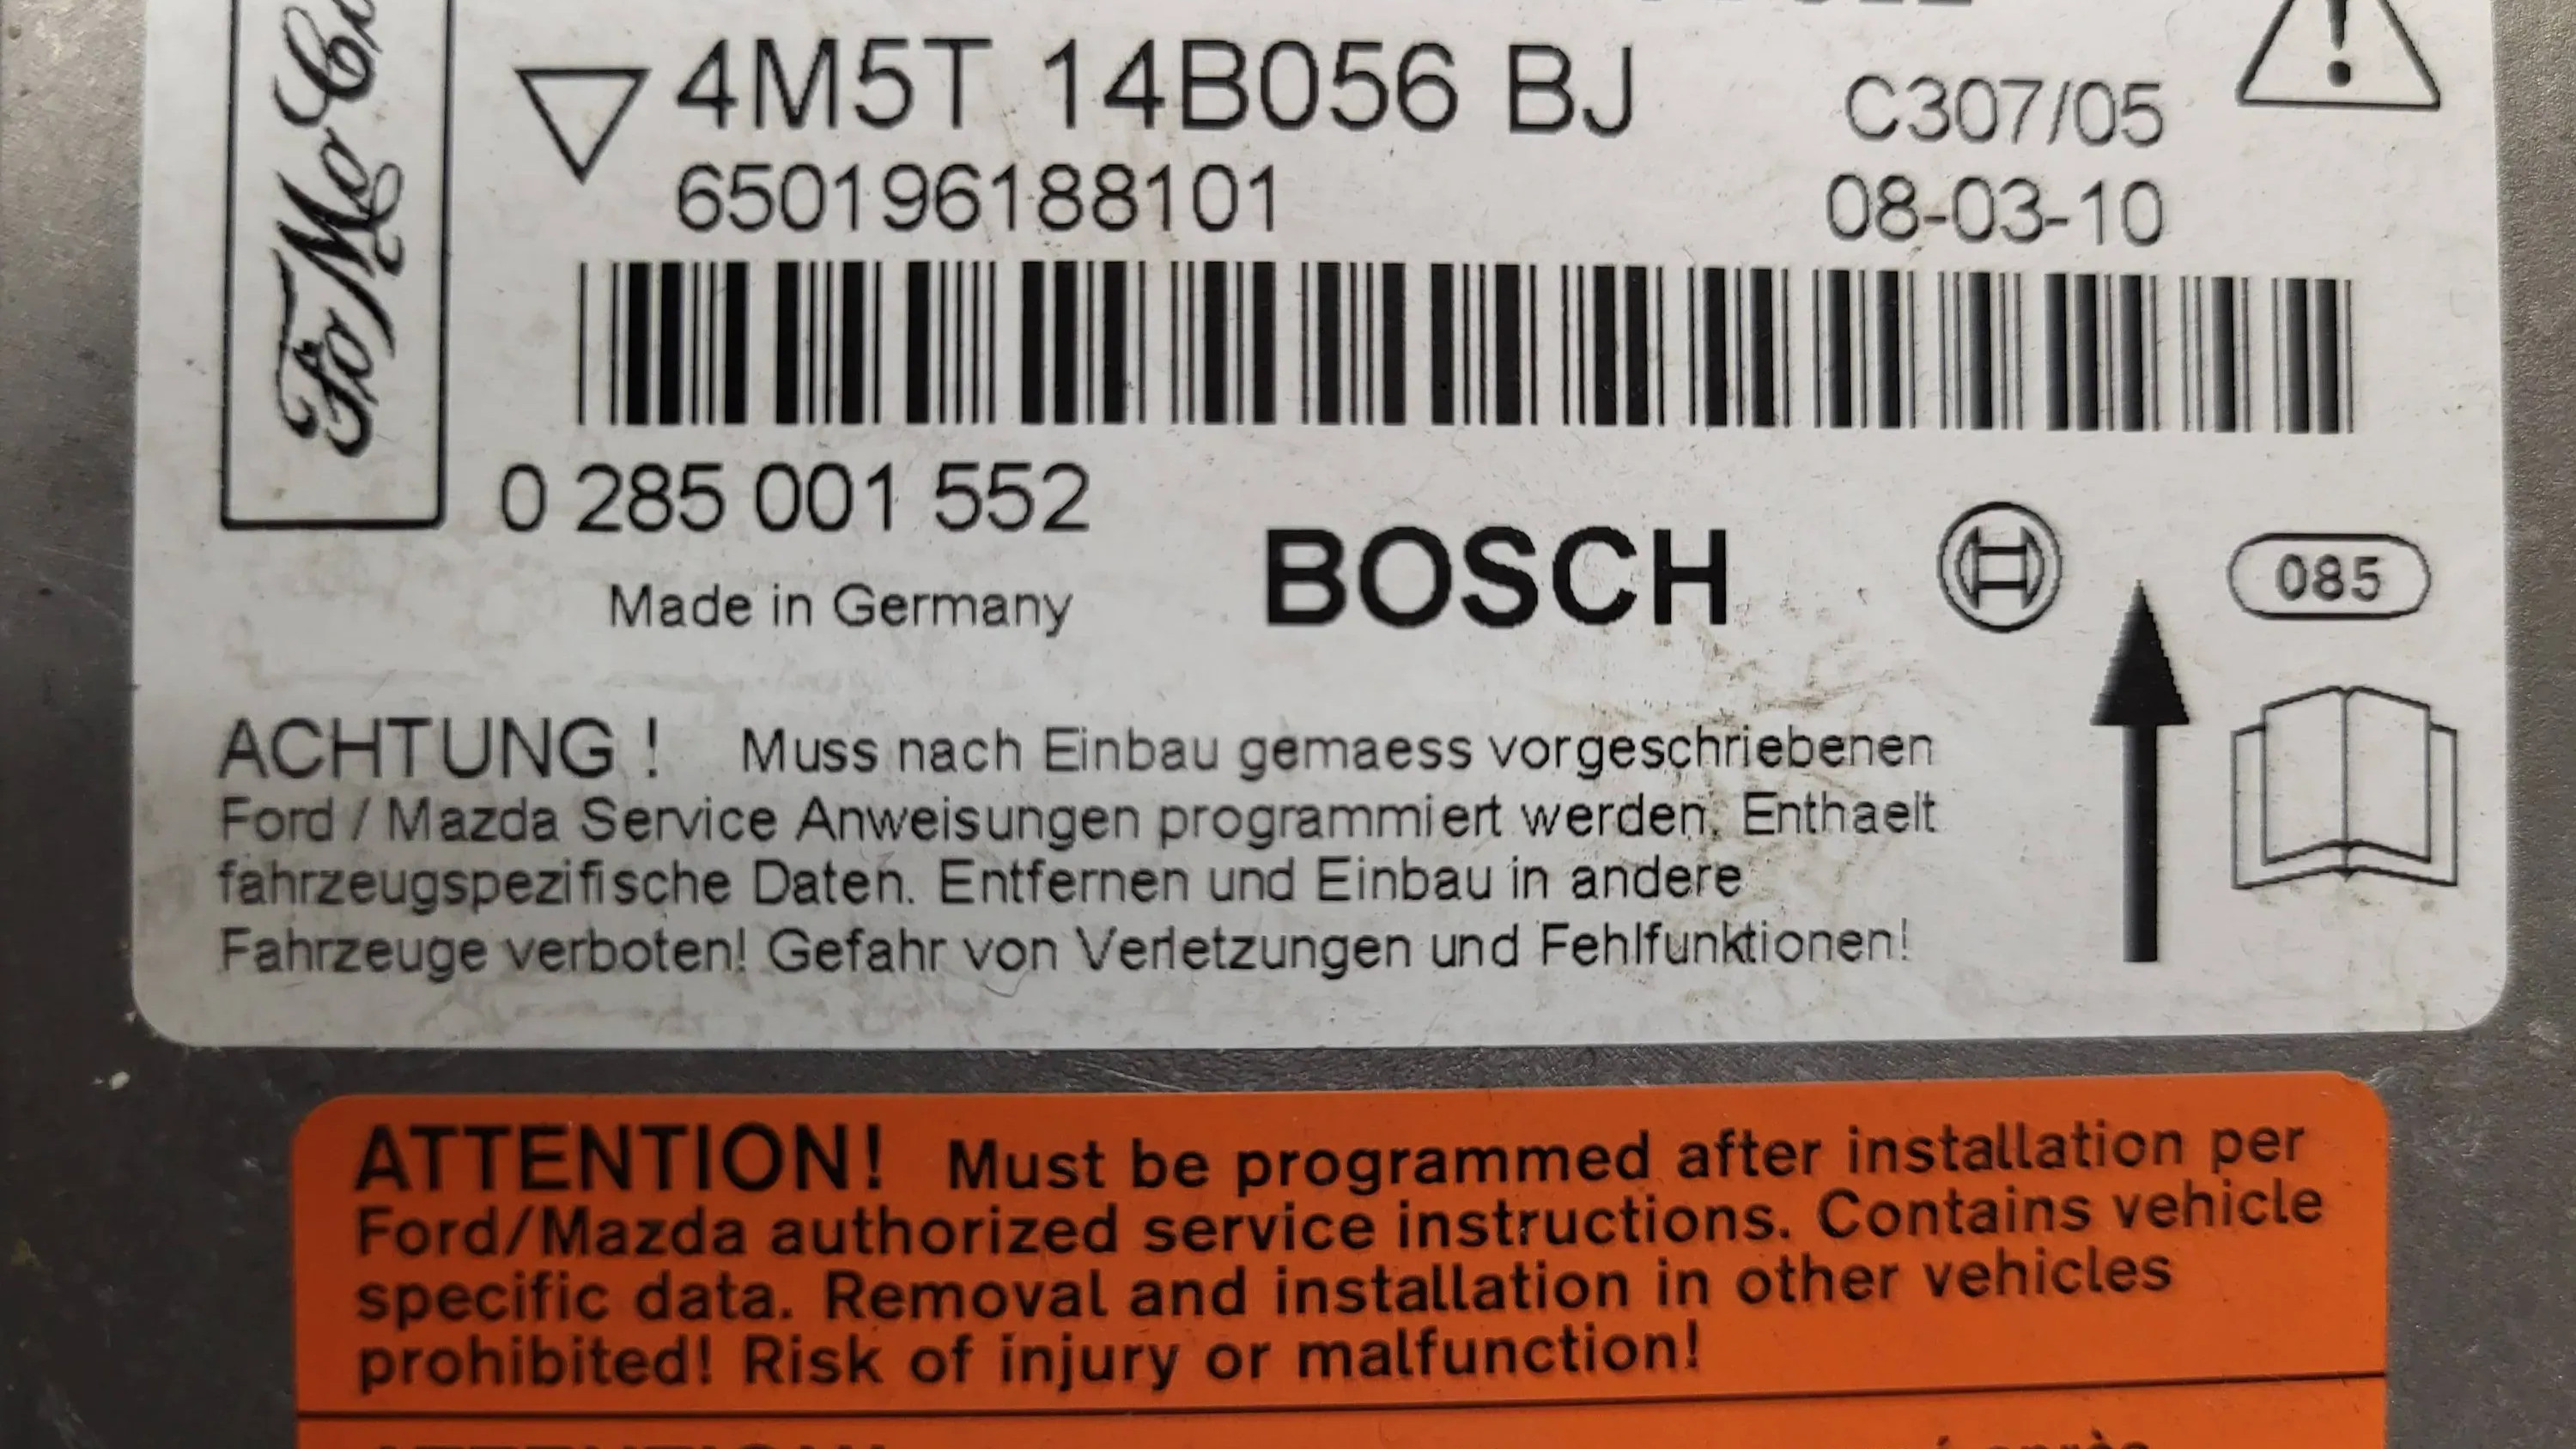 FoMoCo
4M5T 14B056 BJ
C307/05
650196188101
08-03-10
0 285 001 552
Made in Germany
BOSCH
085
ACHTUNG ! Muss nach Einbau gemaess vorgeschriebenen
Ford / Mazda Service Anweisungen programmiert werden. Enthaelt
fahrzeugspezifische Daten. Entfernen und Einbau in andere
Fahrzeuge verboten! Gefahr von Verletzungen und Fehlfunktionen!
ATTENTION! Must be programmed after installation per
Ford/Mazda authorized service instructions. Contains vehicle
specific data. Removal and installation in other vehicles
prohibited! Risk of injury or malfunction!